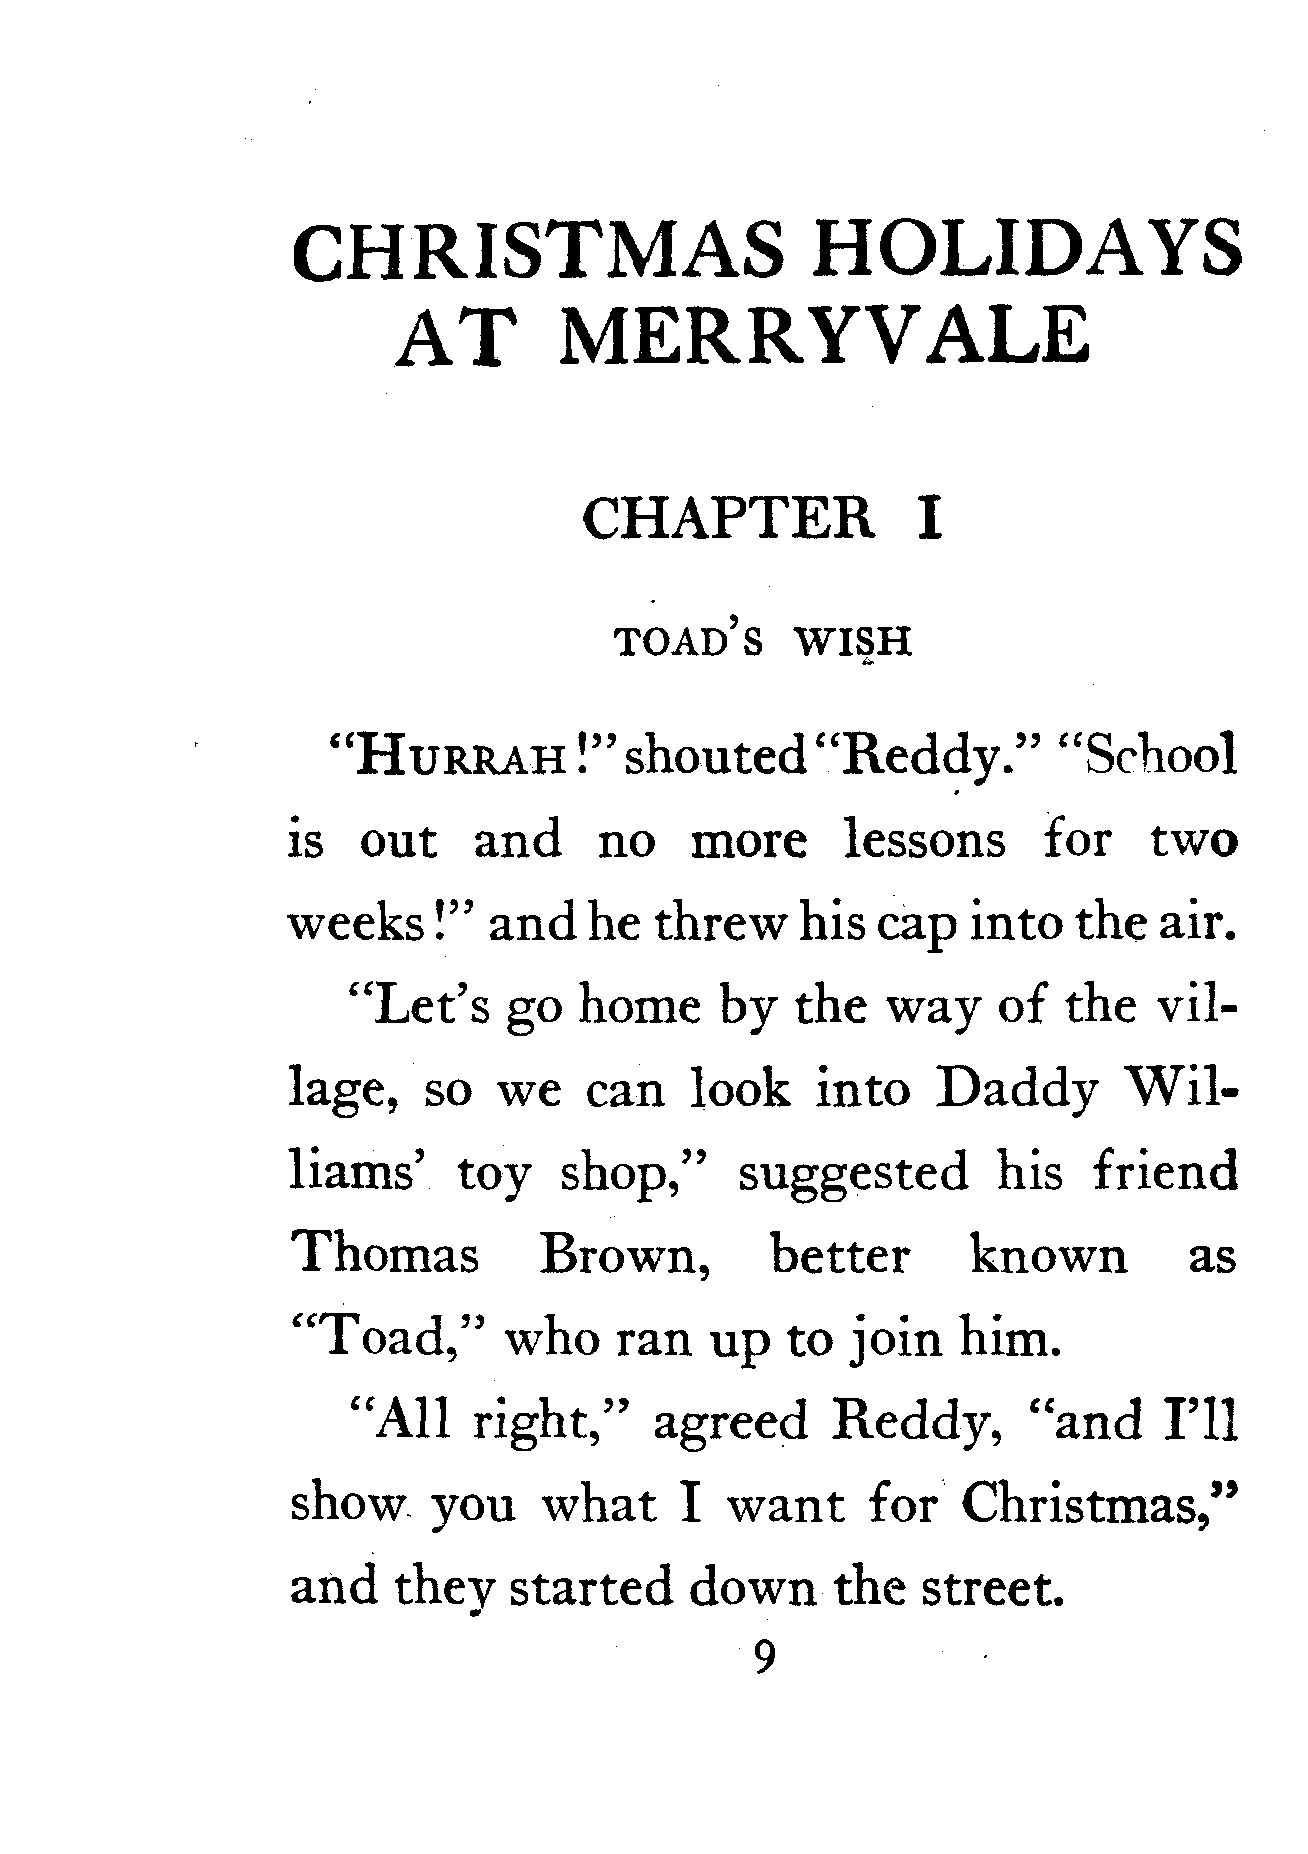 CHRISTMAS HOLIDAYS
AT MERRYVALE
CHAPTER I
TOAD'S WISH
“HURRAH!” shouted “Reddy.” “School
is out and no more lessons for two
weeks!” and he threw his cap into the air.
“Let's go home by the way of the vil-
lage, so we can look into Daddy Wil-
liams' toy shop,” suggested his friend
Thomas Brown, better known as
“Toad,” who ran up to join him.
“All right,” agreed Reddy, “and I'll
show you what I want for Christmas,”
and they started down the street.
9